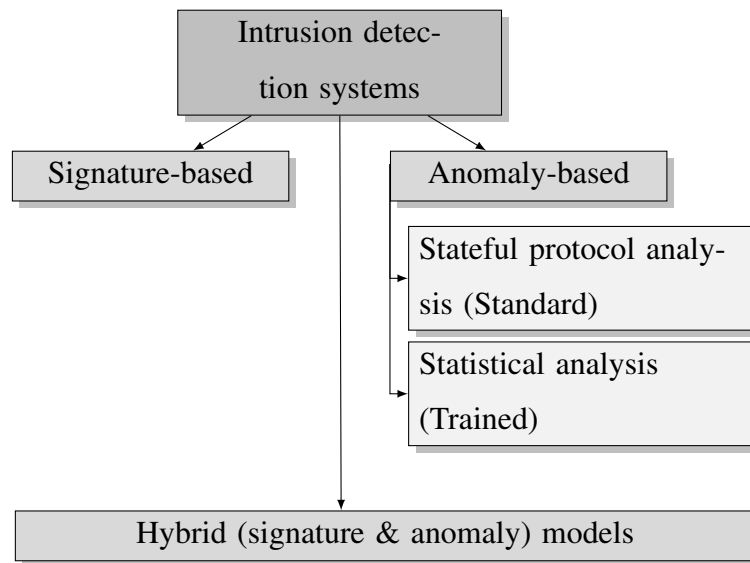 Intrusion detec-
tion systems
Signature-based
Anomaly-based
Stateful protocol analy-
sis (Standard)
Statistical analysis
(Trained)
Hybrid (signature & anomaly) models